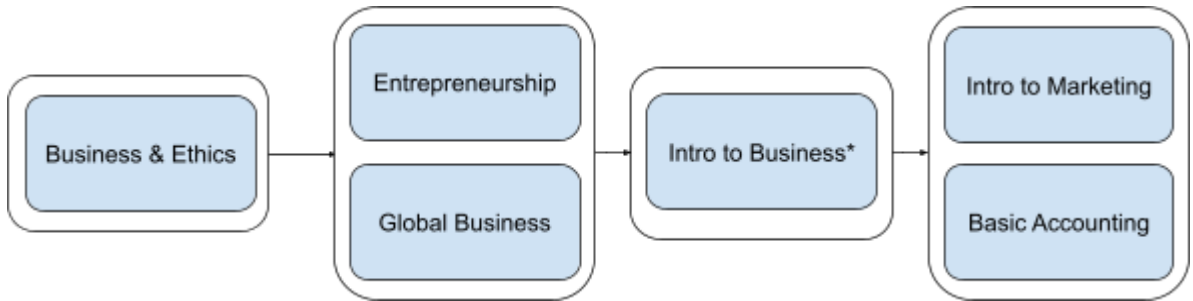 Business & Ethics
Entrepreneurship
Global Business
Intro to Business*
Intro to Marketing
Basic Accounting